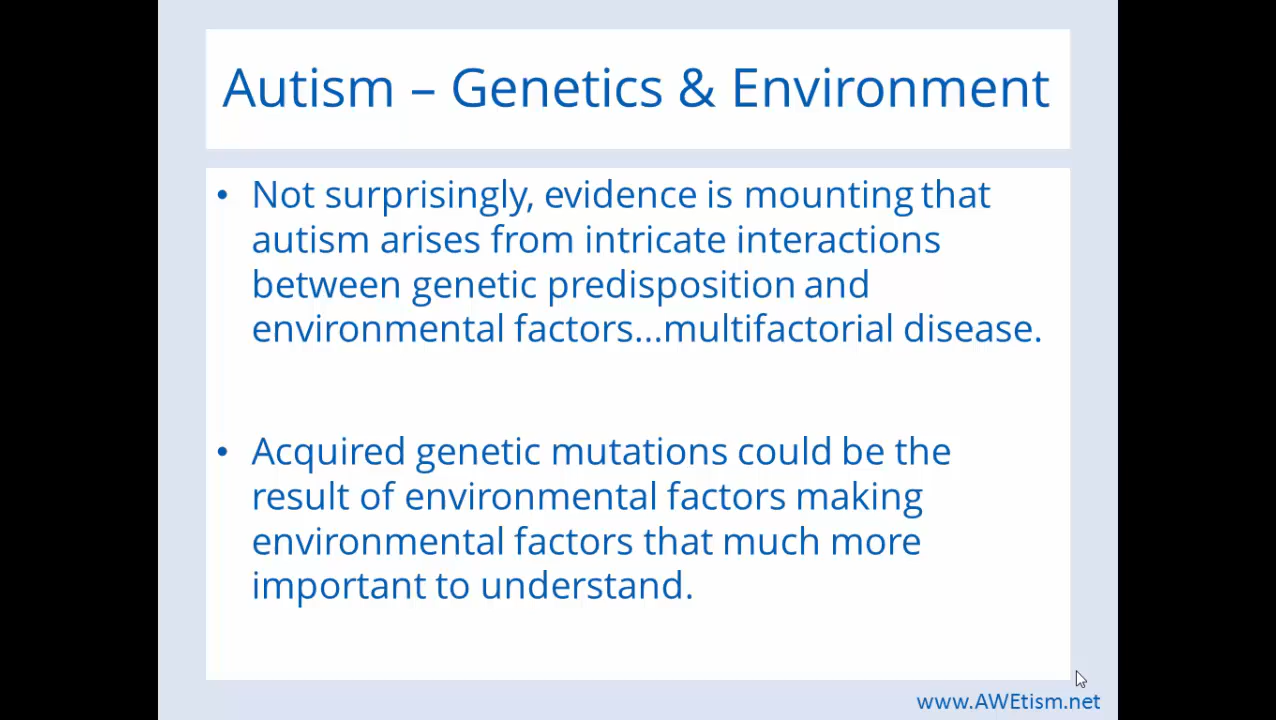 Autism – Genetics & Environment
• Not surprisingly, evidence is mounting that
autism arises from intricate interactions
between genetic predisposition and
environmental factors...multifactorial disease.
• Acquired genetic mutations could be the
result of environmental factors making
environmental factors that much more
important to understand.
www.AWEtism.net